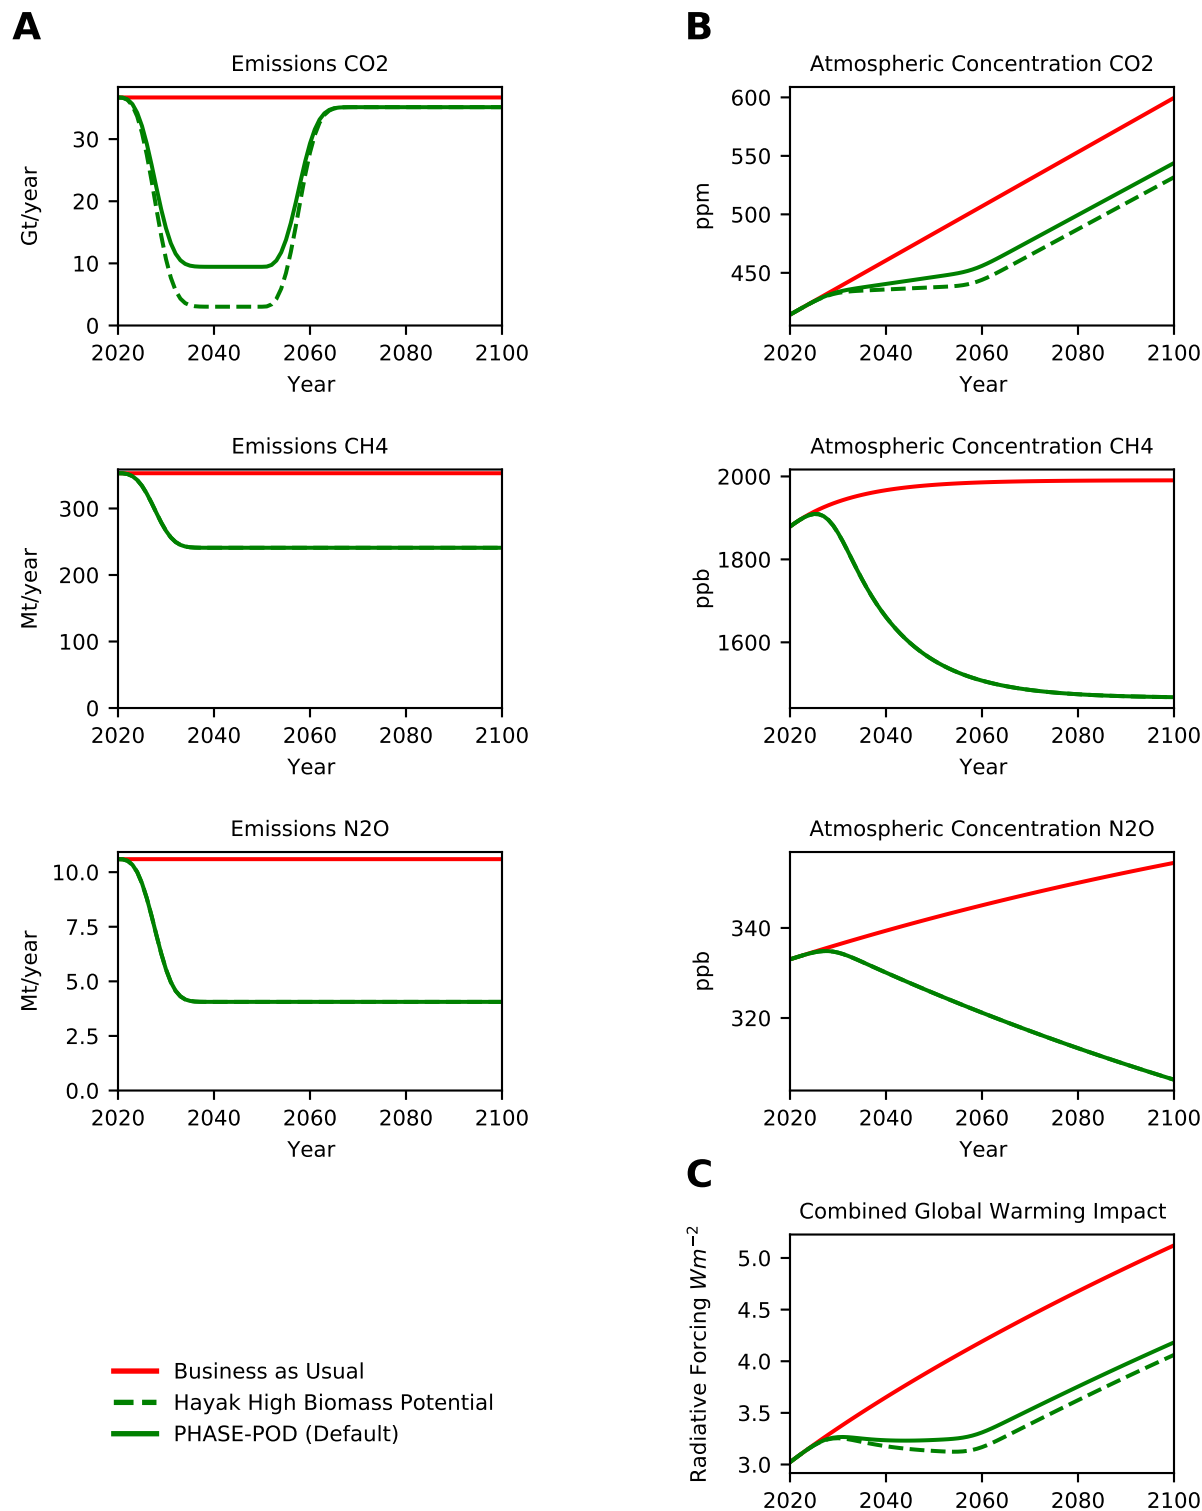 A
Emissions CO2
Gt/year
30
20
10
0
2020 2040 2060 2080 2100
Year
Emissions CH4
Mt/year
300
200
100
0
2020 2040 2060 2080 2100
Year
Emissions N2O
Mt/year
10.0
7.5
5.0
2.5
0.0
2020 2040 2060 2080 2100
Year
B
Atmospheric Concentration CO2
ppm
600
550
500
450
2020 2040 2060 2080 2100
Year
Atmospheric Concentration CH4
ppb
2000
1800
1600
2020 2040 2060 2080 2100
Year
Atmospheric Concentration N2O
ppb
340
320
2020 2040 2060 2080 2100
Year
C
Combined Global Warming Impact
Radiative Forcing Wm⁻²
5.0
4.5
4.0
3.5
3.0
2020 2040 2060 2080 2100
Business as Usual
Hayak High Biomass Potential
PHASE-POD (Default)